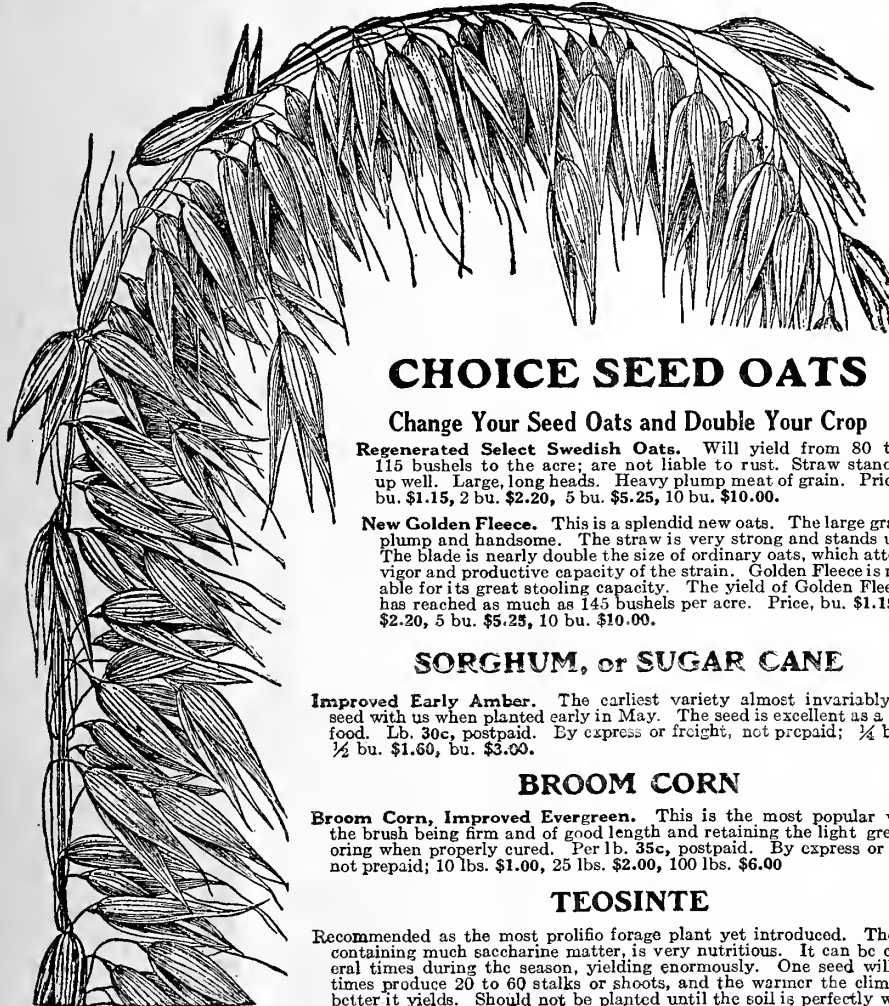 CHOICE SEED OATS
Change Your Seed Oats and Double Your Crop
Regenerated Select Swedish Oats. Will yield from 80 t
115 bushels to the acre; are not liable to rust. Straw stand
up well. Large, long heads. Heavy plump meat of grain. Pric
bu. $1.15, 2 bu. $2.20, 5 bu. $5.25, 10 bu. $10.00.
New Golden Fleece. This is a splendid new oats. The large gra
plump and handsome. The straw is very strong and stands u
The blade is nearly double the size of ordinary oats, which att
vigor and productive capacity of the strain. Golden Fleece is r
able for its great stooling capacity. The yield of Golden Flee
has reached as much as 145 bushels per acre. Price, bu. $1.1
$2.20, 5 bu. $5.25, 10 bu. $10.00.
SORGHUM, or SUGAR CANE
Improved Early Amber. The earliest variety almost invariably
seed with us when planted early in May. The seed is excellent as a
food. Lb. 30c, postpaid. By express or freight, not prepaid; ¼ b
½ bu. $1.60, bu. $3.00.
BROOM CORN
Broom Corn, Improved Evergreen. This is the most popular v
the brush being firm and of good length and retaining the light gre
oring when properly cured. Per lb. 35c, postpaid. By express or
not prepaid; 10 lbs. $1.00, 25 lbs. $2.00, 100 lbs. $6.00
TEOSINTE
Recommended as the most prolific forage plant yet introduced. Th
containing much saccharine matter, is very nutritious. It can be c
eral times during the season, yielding enormously. One seed wil
times produce 20 to 60 stalks or shoots, and the warmer the clim
better it yields. Should not be planted until the soil is perfectly w